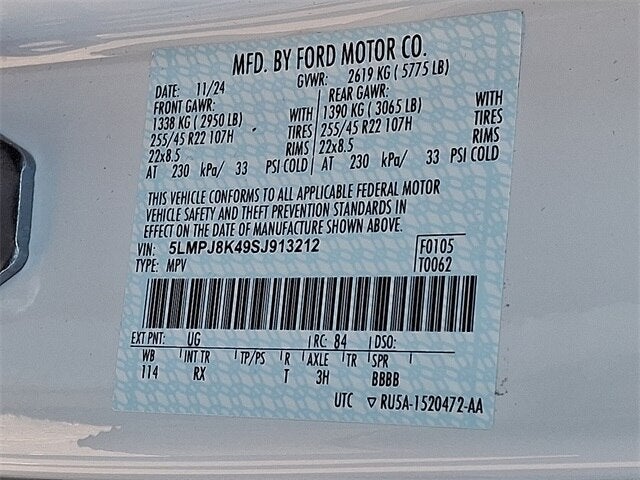 MFD. BY FORD MOTOR CO.
DATE: 11/24 GVWR: 2619 KG ( 5775 LB)
FRONT GAWR: REAR GAWR:
1338 KG ( 2950 LB) WITH 1390 KG ( 3065 LB) WITH
255/45 R22 107H TIRES 255/45 R22 107H TIRES
22x8.5 RIMS 22x8.5 RIMS
AT 230 kPa/ 33 PSI COLD AT 230 kPa/ 33 PSI COLD
THIS VEHICLE CONFORMS TO ALL APPLICABLE FEDERAL MOTOR
VEHICLE SAFETY AND THEFT PREVENTION STANDARDS IN
EFFECT ON THE DATE OF MANUFACTURE SHOWN ABOVE.
VIN: 5LMPJ8K49SJ913212 F0105
TYPE: MPV T0062
EXT PNT: UG RC: 84 DSO:
WB INT TR TP/PS R AXLE TR SPR
114 RX T 3H BBBB
UTC ▽ RU5A-1520472-AA